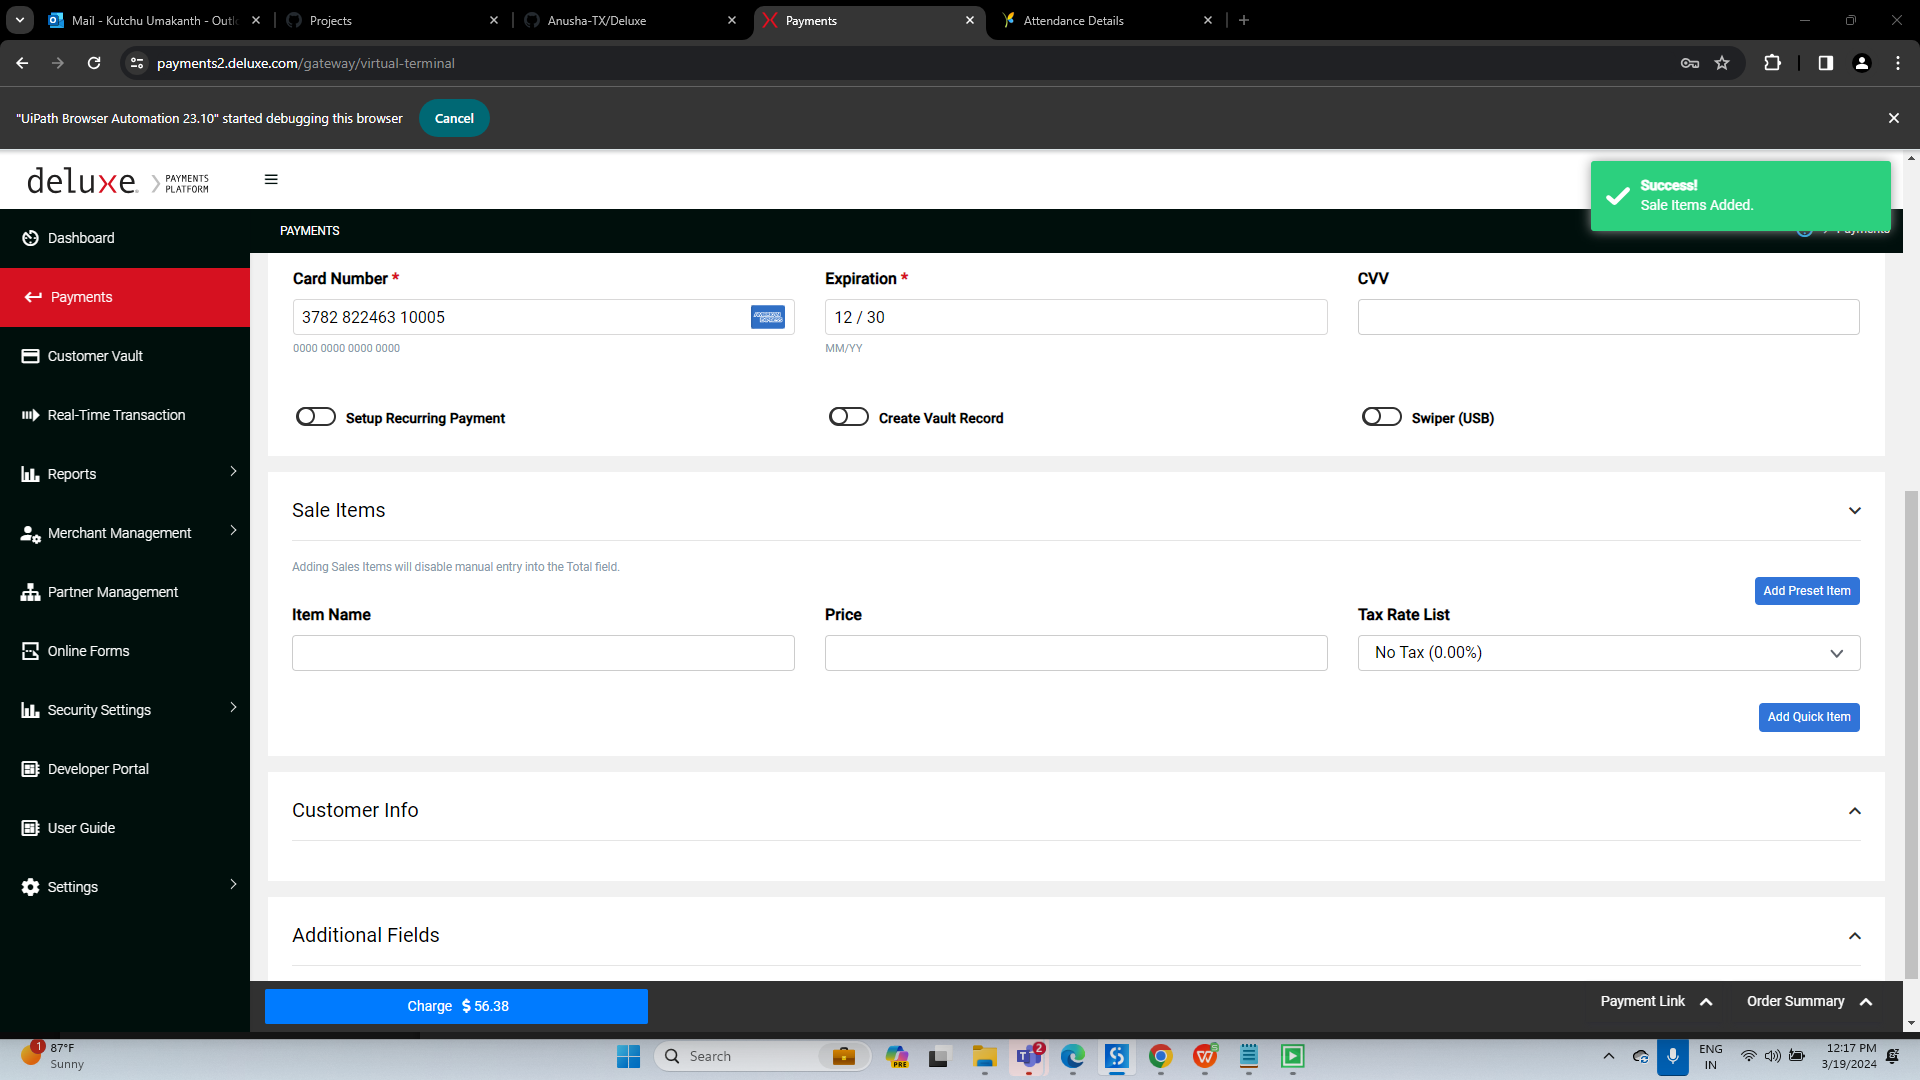 Mail - Kutchu Umakanth - Outl
Projects
Anusha-TX/Deluxe
Payments
Attendance Details
payments2.deluxe.com/gateway/virtual-terminal
"UiPath Browser Automation 23.10" started debugging this browser
Cancel
deluxe.
PAYMENTS
PLATFORM
Success!
Sale Items Added.
Dashboard
PAYMENTS
Payments
Payments
Customer Vault
Real-Time Transaction
Reports
Merchant Management
Partner Management
Online Forms
Security Settings
Developer Portal
User Guide
Settings
Card Number *
Expiration *
CVV
3782 822463 10005
12 / 30
0000 0000 0000 0000
MM/YY
Setup Recurring Payment
Create Vault Record
Swiper (USB)
Sale Items
Adding Sales Items will disable manual entry into the Total field.
Add Preset Item
Item Name
Price
Tax Rate List
No Tax (0.00%)
Add Quick Item
Customer Info
Additional Fields
Charge $ 56.38
Payment Link
Order Summary
1
87°F
Sunny
Search
PRE
2
ENG
IN
12:17 PM
3/19/2024